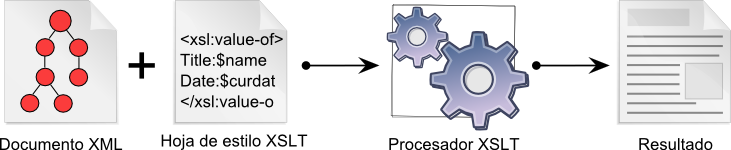 <xsl:value-of>
Title:$name
Date:$curdat
</xsl:value-o
Documento XML
Hoja de estilo XSLT
Procesador XSLT
Resultado